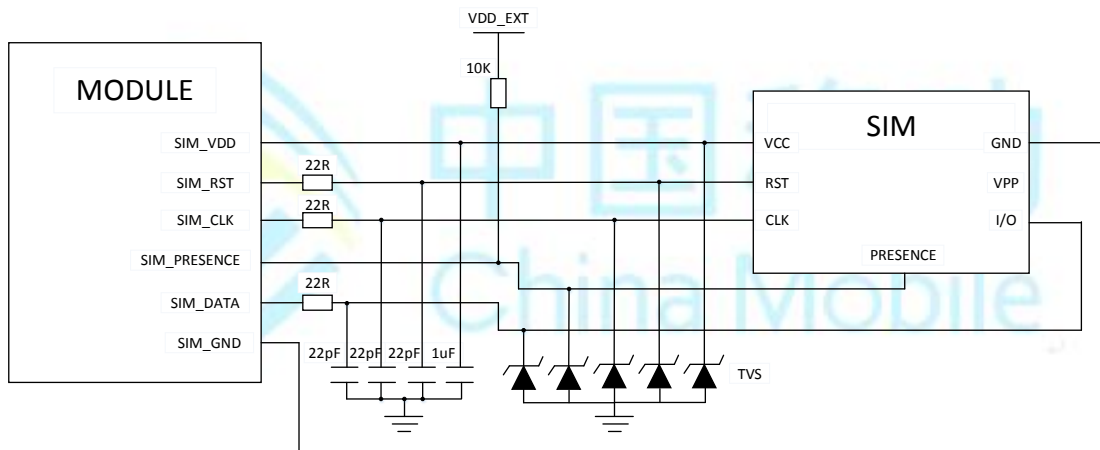 VDD_EXT
10K
MODULE
SIM_VDD
SIM_RST
SIM_CLK
SIM_PRESENCE
SIM_DATA
SIM_GND
22R
22R
22R
22pF
22pF
22pF
1uF
TVS
SIM
VCC
RST
CLK
GND
VPP
I/O
PRESENCE
中国移动
China Mobile